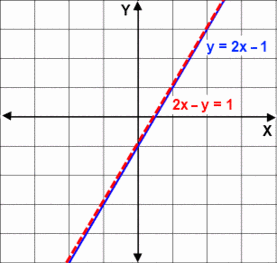 Y
y = 2x – 1
2x – y = 1
X